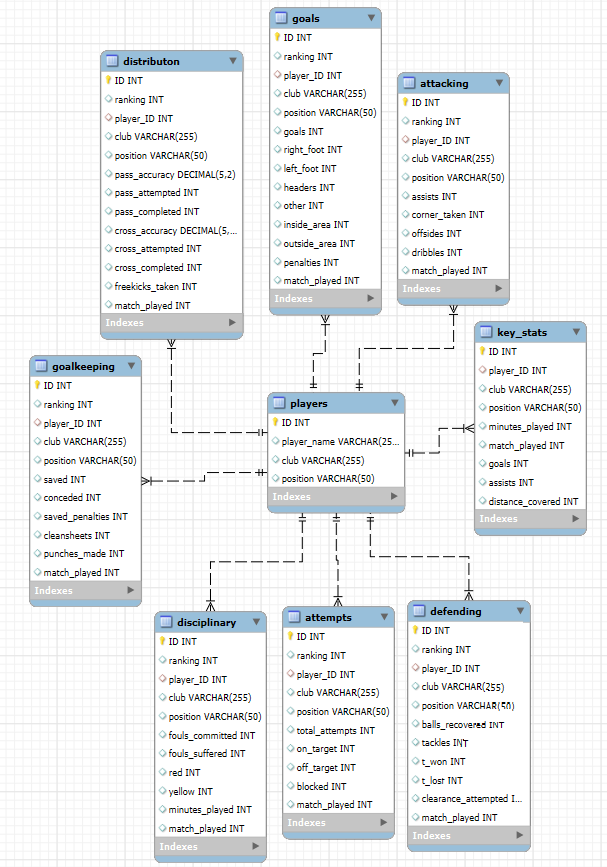 goals
ID INT
ranking INT
player_ID INT
club VARCHAR(255)
position VARCHAR(50)
goals INT
right_foot INT
left_foot INT
headers INT
other INT
inside_area INT
outside_area INT
penalties INT
match_played INT
Indexes
distributon
ID INT
ranking INT
player_ID INT
club VARCHAR(255)
position VARCHAR(50)
pass_accuracy DECIMAL(5,2)
pass_attempted INT
pass_completed INT
cross_accuracy DECIMAL(5,...
cross_attempted INT
cross_completed INT
freekicks_taken INT
match_played INT
Indexes
attacking
ID INT
ranking INT
player_ID INT
club VARCHAR(255)
position VARCHAR(50)
assists INT
corner_taken INT
offsides INT
dribbles INT
match_played INT
Indexes
key_stats
ID INT
player_ID INT
club VARCHAR(255)
position VARCHAR(50)
minutes_played INT
match_played INT
goals INT
assists INT
distance_covered INT
Indexes
goalkeeping
ID INT
ranking INT
player_ID INT
club VARCHAR(255)
position VARCHAR(50)
saved INT
conceded INT
saved_penalties INT
cleansheets INT
punches_made INT
match_played INT
Indexes
players
ID INT
player_name VARCHAR(25...
club VARCHAR(255)
position VARCHAR(50)
Indexes
disciplinary
ID INT
ranking INT
player_ID INT
club VARCHAR(255)
position VARCHAR(50)
fouls_committed INT
fouls_suffered INT
red INT
yellow INT
minutes_played INT
match_played INT
Indexes
attempts
ID INT
ranking INT
player_ID INT
club VARCHAR(255)
position VARCHAR(50)
total_attempts INT
on_target INT
off_target INT
blocked INT
match_played INT
Indexes
defending
ID INT
ranking INT
player_ID INT
club VARCHAR(255)
position VARCHAR(50)
balls_recovered INT
tackles INT
t_won INT
t_lost INT
clearance_attempted I...
match_played INT
Indexes